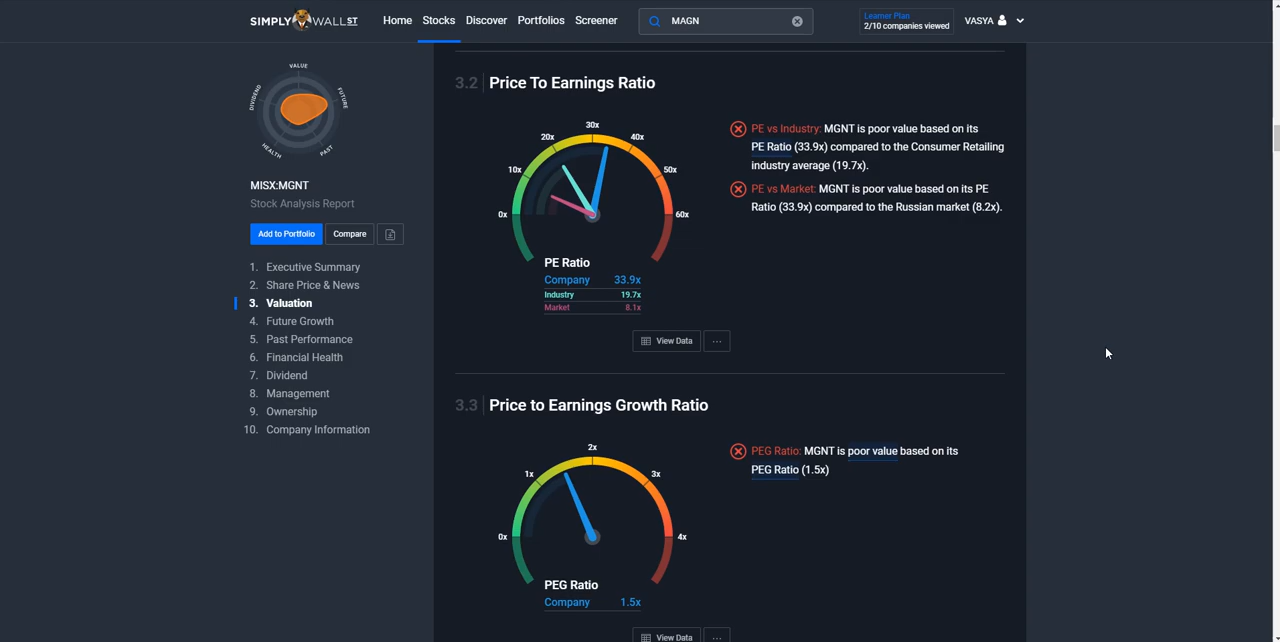 SIMPLY WALL ST
Home Stocks Discover Portfolios Screener
MAGN
Learner Plan
2/10 companies viewed
VASYA
VALUE
FUTURE
PAST
HEALTH
DIVIDEND
MISX:MGNT
Stock Analysis Report
Add to Portfolio
Compare
1. Executive Summary
2. Share Price & News
3. Valuation
4. Future Growth
5. Past Performance
6. Financial Health
7. Dividend
8. Management
9. Ownership
10. Company Information
3.2 Price To Earnings Ratio
0x
10x
20x
30x
40x
50x
60x
PE Ratio
Company 33.9x
Industry 19.7x
Market 8.1x
PE vs Industry: MGNT is poor value based on its
PE Ratio (33.9x) compared to the Consumer Retailing
industry average (19.7x).
PE vs Market: MGNT is poor value based on its PE
Ratio (33.9x) compared to the Russian market (8.2x).
View Data
...
3.3 Price to Earnings Growth Ratio
0x
1x
2x
3x
4x
PEG Ratio
Company 1.5x
PEG Ratio: MGNT is poor value based on its
PEG Ratio (1.5x)
View Data
...